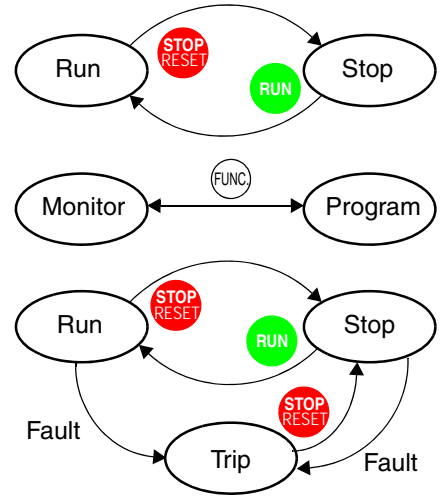 Run
STOP
RESET
RUN
Stop
Monitor
FUNC.
Program
Run
STOP
RESET
RUN
Stop
Fault
STOP
RESET
Trip
Fault